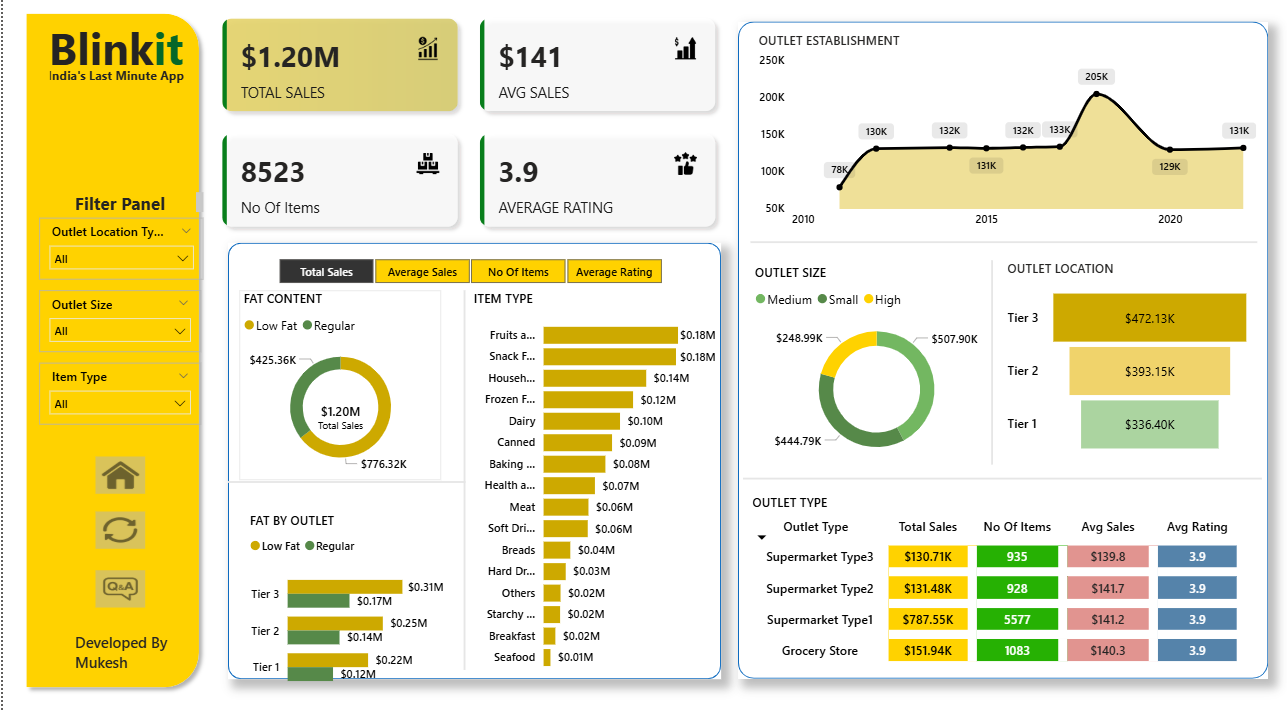 Blinkit
India's Last Minute App
Filter Panel
Outlet Location Ty...
All
Outlet Size
All
Item Type
All
Q&A
Developed By
Mukesh
$1.20M
TOTAL SALES
$141
AVG SALES
8523
No Of Items
3.9
AVERAGE RATING
Total Sales Average Sales No Of Items Average Rating
FAT CONTENT
Low Fat Regular
$425.36K
$1.20M
Total Sales
$776.32K
FAT BY OUTLET
Low Fat Regular
Tier 3 $0.31M
$0.17M
Tier 2 $0.25M
$0.14M
Tier 1 $0.22M
$0.12M
ITEM TYPE
Fruits a... $0.18M
Snack F... $0.18M
Househ... $0.14M
Frozen F... $0.12M
Dairy $0.10M
Canned $0.09M
Baking ... $0.08M
Health a... $0.07M
Meat $0.06M
Soft Dri... $0.06M
Breads $0.04M
Hard Dr... $0.03M
Others $0.02M
Starchy ... $0.02M
Breakfast $0.02M
Seafood $0.01M
OUTLET ESTABLISHMENT
250K
200K
150K
100K
50K
78K 130K 132K 131K 132K 133K 205K 129K 131K
2010 2015 2020
OUTLET SIZE
Medium Small High
$248.99K $507.90K
$444.79K
OUTLET LOCATION
Tier 3 $472.13K
Tier 2 $393.15K
Tier 1 $336.40K
OUTLET TYPE
Outlet Type Total Sales No Of Items Avg Sales Avg Rating
Supermarket Type3 $130.71K 935 $139.8 3.9
Supermarket Type2 $131.48K 928 $141.7 3.9
Supermarket Type1 $787.55K 5577 $141.2 3.9
Grocery Store $151.94K 1083 $140.3 3.9